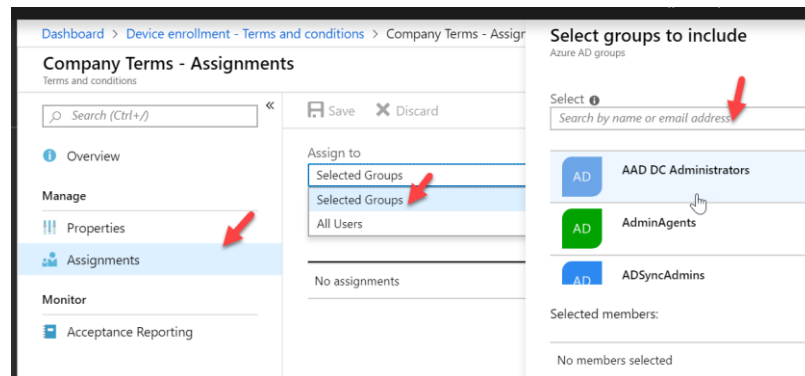 Dashboard > Device enrollment - Terms and conditions > Company Terms - Assignr
Company Terms - Assignments
Terms and conditions
Search (Ctrl+/)
«
Overview
Manage
Properties
Assignments
Monitor
Acceptance Reporting
Save Discard
Assign to
Selected Groups
Selected Groups
All Users
No assignments
Select groups to include
Azure AD groups
Select
Search by name or email address
AD AAD DC Administrators
AD AdminAgents
AD ADSyncAdmins
Selected members:
No members selected